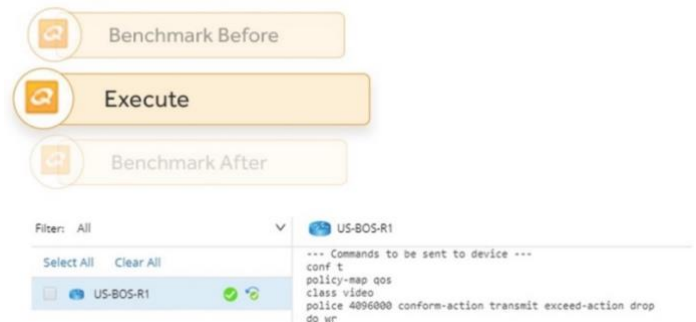 Benchmark Before
Execute
Benchmark After
Filter: All
US-BOS-R1
Select All Clear All
US-BOS-R1
--- Commands to be sent to device ---
conf t
policy-map qos
class video
police 4096000 conform-action transmit exceed-action drop
do wr